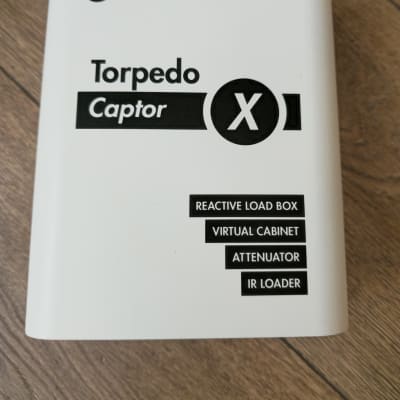 Torpedo
Captor X
REACTIVE LOAD BOX
VIRTUAL CABINET
ATTENUATOR
IR LOADER